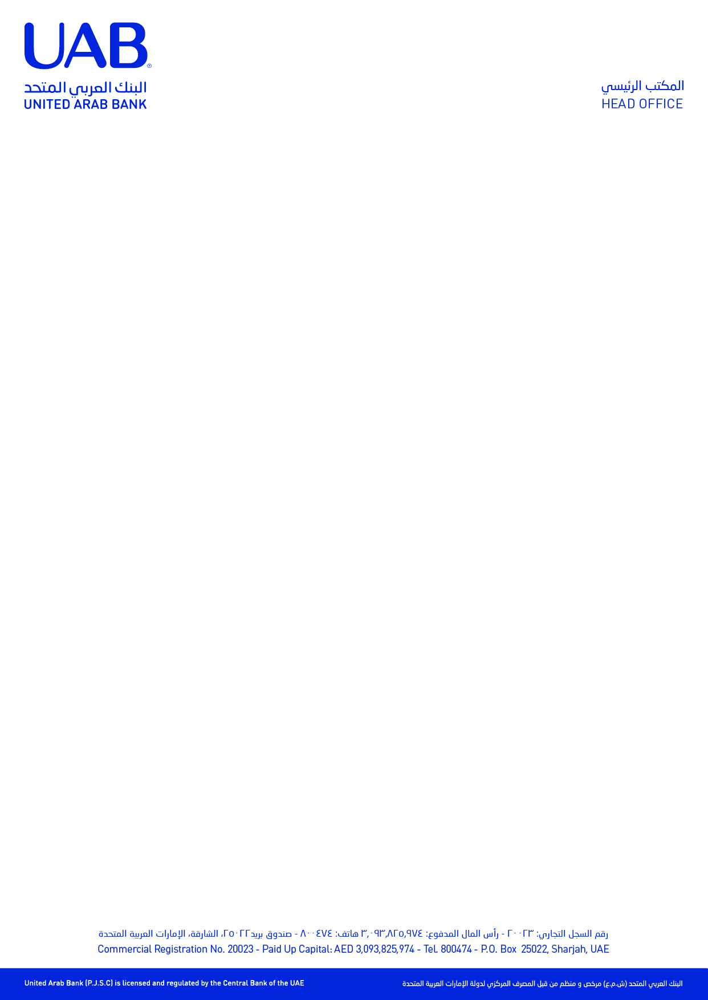 UAB®
البنك العربي المتحد
UNITED ARAB BANK
المكتب الرئيسي
HEAD OFFICE
رقم السجل التجاري: ٢٠٠٢٣ - رأس المال المدفوع: ٣,٠٩٣,٨٢٥,٩٧٤ هاتف: ٨٠٠٤٧٤ - صندوق بريد٢٥٠٢٢، الشارقة، الإمارات العربية المتحدة
Commercial Registration No. 20023 - Paid Up Capital: AED 3,093,825,974 - Tel. 800474 - P.O. Box 25022, Sharjah, UAE
United Arab Bank (P.J.S.C) is licensed and regulated by the Central Bank of the UAE
البنك العربي المتحد (ش.م.ع) مرخص و منظم من قبل المصرف المركزي لدولة الإمارات العربية المتحدة